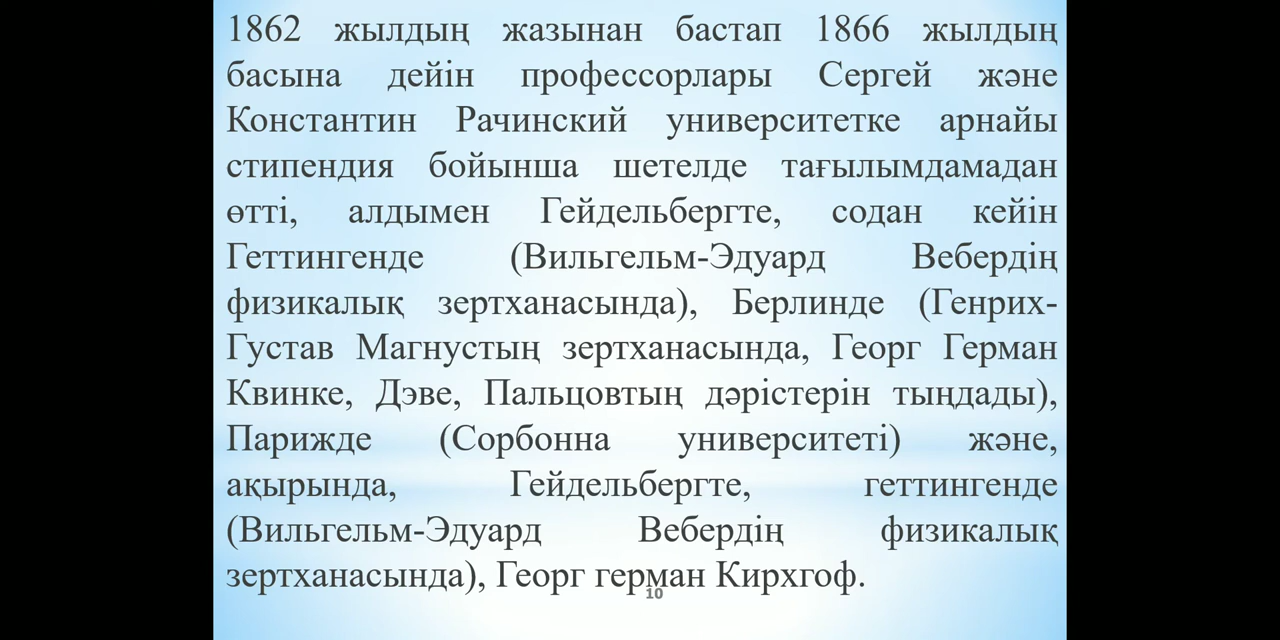 1862 жылдың жазынан бастап 1866 жылдың
басына дейін профессорлары Сергей және
Константин Рачинский университетке арнайы
стипендия бойынша шетелде тағылымдамадан
өтті, алдымен Гейдельбергте, содан кейін
Геттингенде (Вильгельм-Эдуард Вебердің
физикалық зертханасында), Берлинде (Генрих-
Густав Магнустың зертханасында, Георг Герман
Квинке, Дэве, Пальцовтың дәрістерін тыңдады),
Парижде (Сорбонна университеті) және,
ақырында, Гейдельбергте, геттингенде
(Вильгельм-Эдуард Вебердің физикалық
зертханасында), Георг герман Кирхгоф.
10